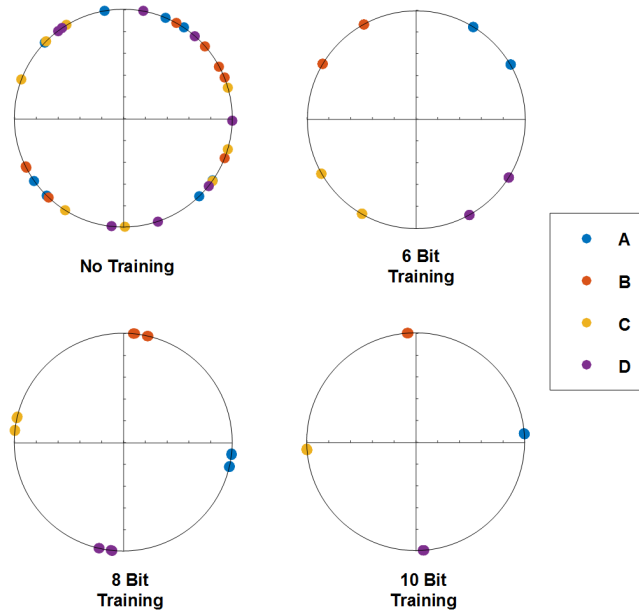 No Training
6 Bit
Training
A
B
C
D
8 Bit
Training
10 Bit
Training